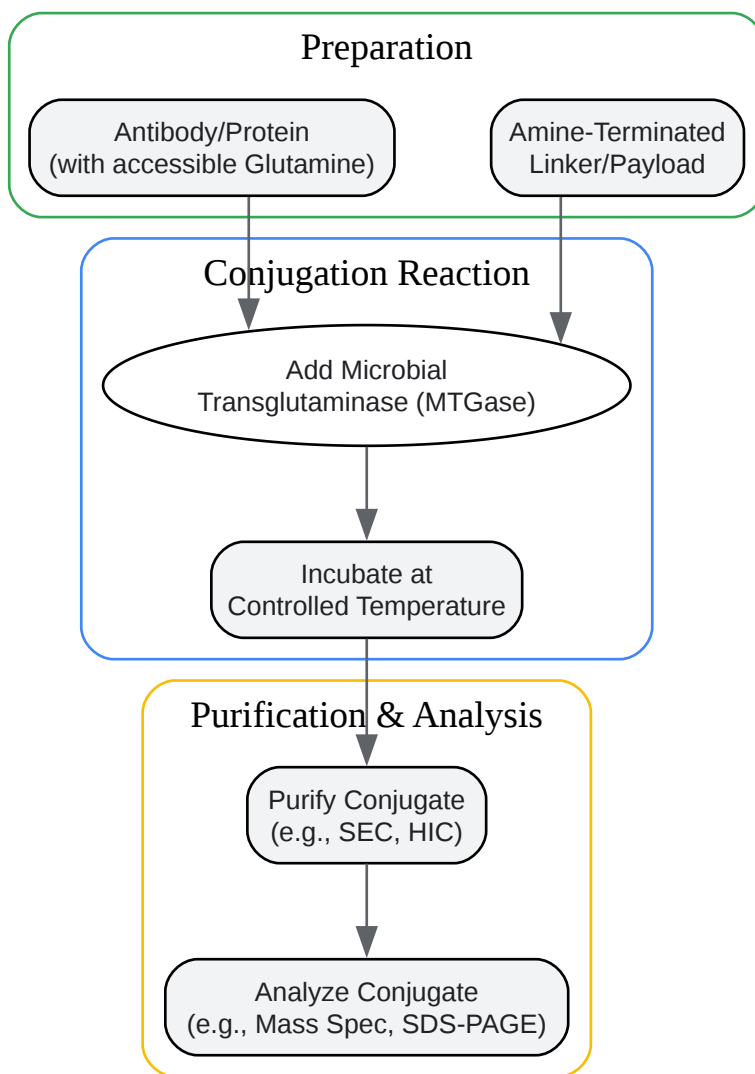 Preparation
Antibody/Protein
(with accessible Glutamine)
Amine-Terminated
Linker/Payload
Conjugation Reaction
Add Microbial
Transglutaminase (MTGase)
Incubate at
Controlled Temperature
Purification & Analysis
Purify Conjugate
(e.g., SEC, HIC)
Analyze Conjugate
(e.g., Mass Spec, SDS-PAGE)